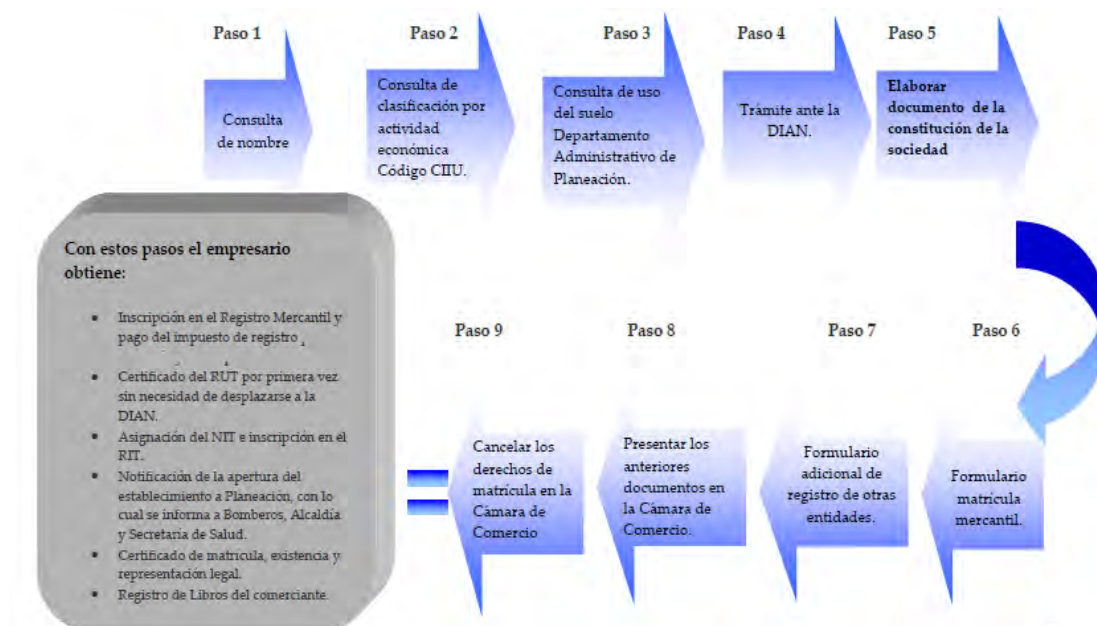 Paso 1
Consulta
de nombre
Paso 2
Consulta de
clasificación por
actividad
económica
Código CIIU.
Paso 3
Consulta de uso
del suelo
Departamento
Administrativo de
Planeación.
Paso 4
Trámite ante la
DIAN.
Paso 5
Elaborar
documento de la
constitución de la
sociedad
Paso 6
Formulario
matrícula
mercantil.
Paso 7
Formulario
adicional de
registro de otras
entidades.
Paso 8
Presentar los
anteriores
documentos en
la Cámara de
Comercio.
Paso 9
Cancelar los
derechos de
matrícula en la
Cámara de
Comercio
=
Con estos pasos el empresario
obtiene:
• Inscripción en el Registro Mercantil y
pago del impuesto de registro
• Certificado del RUT por primera vez
sin necesidad de desplazarse a la
DIAN.
• Asignación del NIT e inscripción en el
RIT.
• Notificación de la apertura del
establecimiento a Planeación, con lo
cual se informa a Bomberos, Alcaldía
y Secretaria de Salud.
• Certificado de matrícula, existencia y
representación legal.
• Registro de Libros del comerciante.